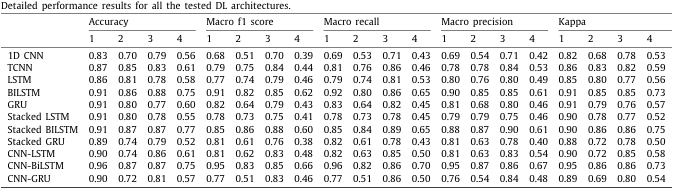 Detailed performance results for all the tested DL architectures.
Accuracy Macro f1 score Macro recall Macro precision Kappa
1 2 3 4 1 2 3 4 1 2 3 4 1 2 3 4 1 2 3 4
1D CNN 0.83 0.70 0.79 0.56 0.68 0.51 0.70 0.39 0.69 0.53 0.71 0.43 0.69 0.54 0.71 0.42 0.82 0.68 0.78 0.53
TCNN 0.87 0.85 0.83 0.61 0.79 0.75 0.84 0.44 0.81 0.76 0.86 0.46 0.78 0.78 0.84 0.53 0.86 0.83 0.82 0.59
LSTM 0.86 0.81 0.78 0.58 0.77 0.74 0.79 0.46 0.79 0.74 0.81 0.53 0.80 0.76 0.80 0.49 0.85 0.80 0.77 0.56
BILSTM 0.91 0.86 0.88 0.75 0.91 0.82 0.85 0.62 0.92 0.80 0.86 0.65 0.90 0.85 0.85 0.61 0.91 0.85 0.85 0.73
GRU 0.91 0.80 0.77 0.60 0.82 0.64 0.79 0.43 0.83 0.64 0.82 0.45 0.81 0.68 0.80 0.46 0.91 0.79 0.76 0.57
Stacked LSTM 0.91 0.80 0.78 0.55 0.78 0.73 0.75 0.41 0.78 0.73 0.78 0.45 0.79 0.79 0.75 0.46 0.90 0.78 0.77 0.52
Stacked BILSTM 0.91 0.87 0.87 0.77 0.85 0.86 0.88 0.60 0.85 0.84 0.89 0.65 0.88 0.87 0.90 0.61 0.90 0.86 0.86 0.75
Stacked GRU 0.89 0.74 0.79 0.52 0.81 0.61 0.76 0.38 0.82 0.61 0.78 0.43 0.81 0.63 0.78 0.40 0.88 0.72 0.78 0.50
CNN-LSTM 0.90 0.74 0.86 0.61 0.81 0.62 0.83 0.48 0.82 0.63 0.85 0.50 0.81 0.63 0.83 0.54 0.90 0.72 0.85 0.58
CNN-BiLSTM 0.96 0.87 0.87 0.75 0.95 0.83 0.85 0.66 0.96 0.82 0.86 0.70 0.95 0.87 0.86 0.67 0.95 0.86 0.86 0.73
CNN-GRU 0.90 0.72 0.81 0.57 0.77 0.51 0.83 0.46 0.77 0.51 0.86 0.50 0.76 0.54 0.84 0.48 0.89 0.69 0.80 0.54